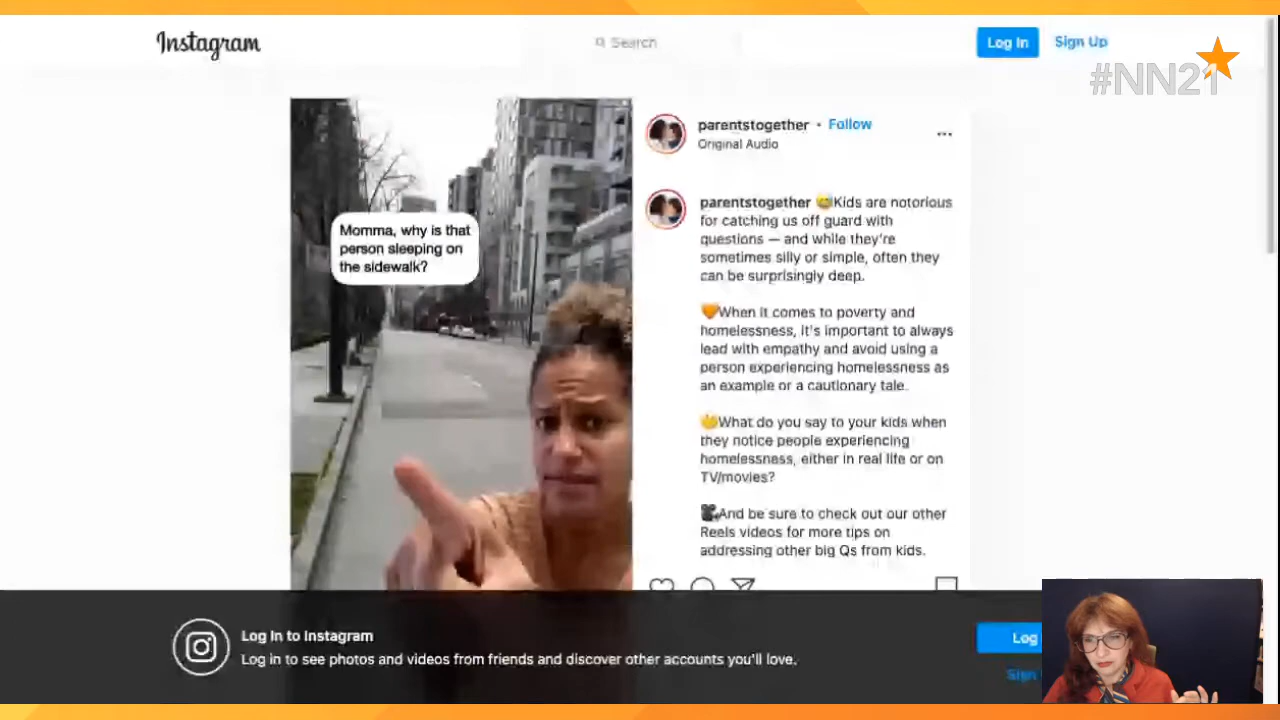 Instagram
Search
Log In
Sign Up
#NN21
parentstogether • Follow
Original Audio
Momma, why is that
person sleeping on
the sidewalk?
parentstogether 😄Kids are notorious
for catching us off guard with
questions — and while they're
sometimes silly or simple, often they
can be surprisingly deep.
🧡When it comes to poverty and
homelessness, it's important to always
lead with empathy and avoid using a
person experiencing homelessness as
an example or a cautionary tale.
What do you say to your kids when
they notice people experiencing
homelessness, either in real life or on
TV/movies?
🎥And be sure to check out our other
Reels videos for more tips on
addressing other big Qs from kids.
Log In to Instagram
Log in to see photos and videos from friends and discover other accounts you'll love.
Log
Sign